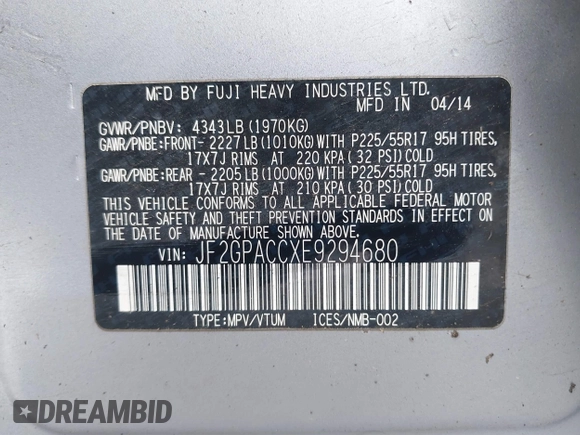 MFD BY FUJI HEAVY INDUSTRIES LTD.
MFD IN 04/14
GVWR/PNBV: 4343LB (1970KG)
GAWR/PNBE:FRONT- 2227LB(1010KG)WITH P225/55R17 95H TIRES,
17X7J RIMS AT 220 KPA(32 PSI)COLD
GAWR/PNBE:REAR - 2205LB(1000KG)WITH P225/55R17 95H TIRES,
17X7J RIMS AT 210 KPA(30 PSI)COLD
THIS VEHICLE CONFORMS TO ALL APPLICABLE FEDERAL MOTOR
VEHICLE SAFETY AND THEFT PREVENTION STANDARDS IN EFFECT
ON THE DATE OF MANUFACTURE SHOWN ABOVE.
VIN: JF2GPACCXE9294680
TYPE:MPV/VTUM ICES/NMB-002
DREAMBID